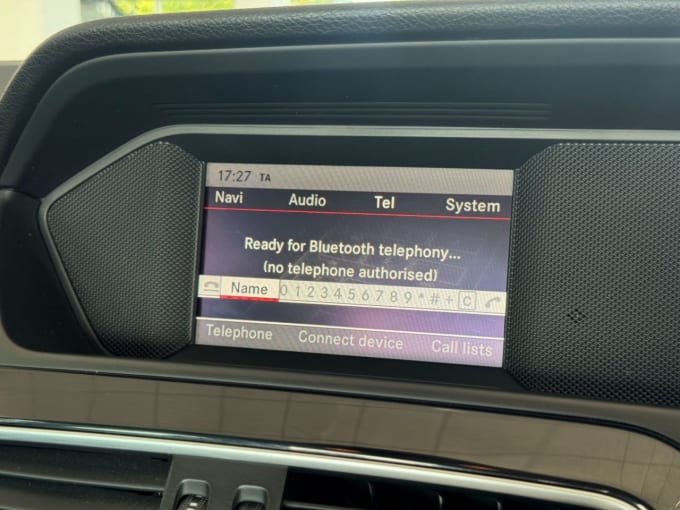 17:27 TA
Navi Audio Tel System
Ready for Bluetooth telephony...
(no telephone authorised)
Name 0 1 2 3 4 5 6 7 8 9 * # + C
Telephone Connect device Call lists